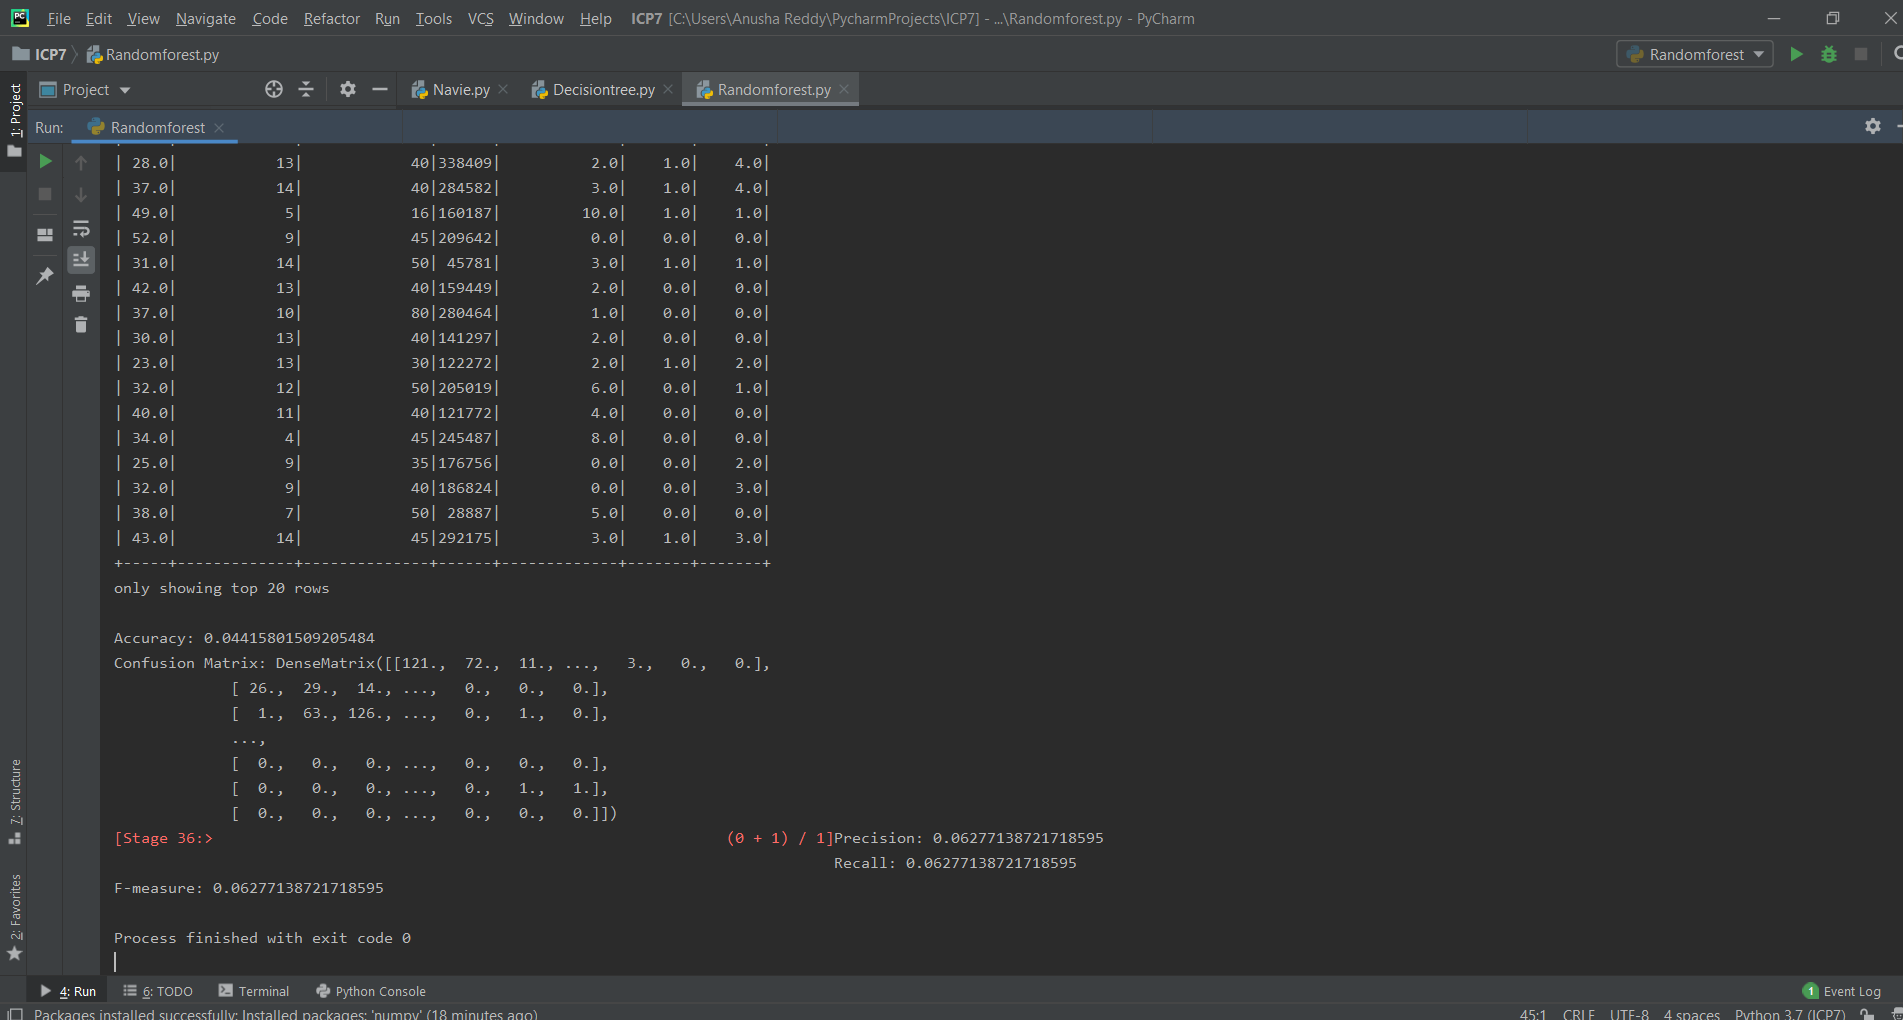 File Edit View Navigate Code Refactor Run Tools VCS Window Help ICP7 [C:\Users\Anusha Reddy\PycharmProjects\ICP7] - ...\Randomforest.py - PyCharm
ICP7 Randomforest.py Randomforest
Project Navie.py Decisiontree.py Randomforest.py
1: Project
Run: Randomforest
| 28.0|           13|            40|338409|          2.0|    1.0|    4.0|
| 37.0|           14|            40|284582|          3.0|    1.0|    4.0|
| 49.0|            5|            16|160187|         10.0|    1.0|    1.0|
| 52.0|            9|            45|209642|          0.0|    0.0|    0.0|
| 31.0|           14|            50| 45781|          3.0|    1.0|    1.0|
| 42.0|           13|            40|159449|          2.0|    0.0|    0.0|
| 37.0|           10|            80|280464|          1.0|    0.0|    0.0|
| 30.0|           13|            40|141297|          2.0|    0.0|    0.0|
| 23.0|           13|            30|122272|          2.0|    1.0|    2.0|
| 32.0|           12|            50|205019|          6.0|    0.0|    1.0|
| 40.0|           11|            40|121772|          4.0|    0.0|    0.0|
| 34.0|            4|            45|245487|          8.0|    0.0|    0.0|
| 25.0|            9|            35|176756|          0.0|    0.0|    2.0|
| 32.0|            9|            40|186824|          0.0|    0.0|    3.0|
| 38.0|            7|            50| 28887|          5.0|    0.0|    0.0|
| 43.0|           14|            45|292175|          3.0|    1.0|    3.0|
+-----+-------------+--------------+------+-------------+-------+-------+
only showing top 20 rows
Accuracy: 0.04415801509205484
Confusion Matrix: DenseMatrix([[121.,  72.,  11., ...,   3.,   0.,   0.],
             [ 26.,  29.,  14., ...,   0.,   0.,   0.],
             [  1.,  63., 126., ...,   0.,   1.,   0.],
             ...,
             [  0.,   0.,   0., ...,   0.,   0.,   0.],
             [  0.,   0.,   0., ...,   0.,   1.,   1.],
             [  0.,   0.,   0., ...,   0.,   0.,   0.]])
[Stage 36:>                                                         (0 + 1) / 1]Precision: 0.06277138721718595
Recall: 0.06277138721718595
F-measure: 0.06277138721718595
Process finished with exit code 0
7: Structure
2: Favorites
4: Run 6: TODO Terminal Python Console 1 Event Log
Packages installed successfully: Installed packages: 'numpy' (18 minutes ago) 45:1 CRLF UTF-8 4 spaces Python 3.7 (ICP7)